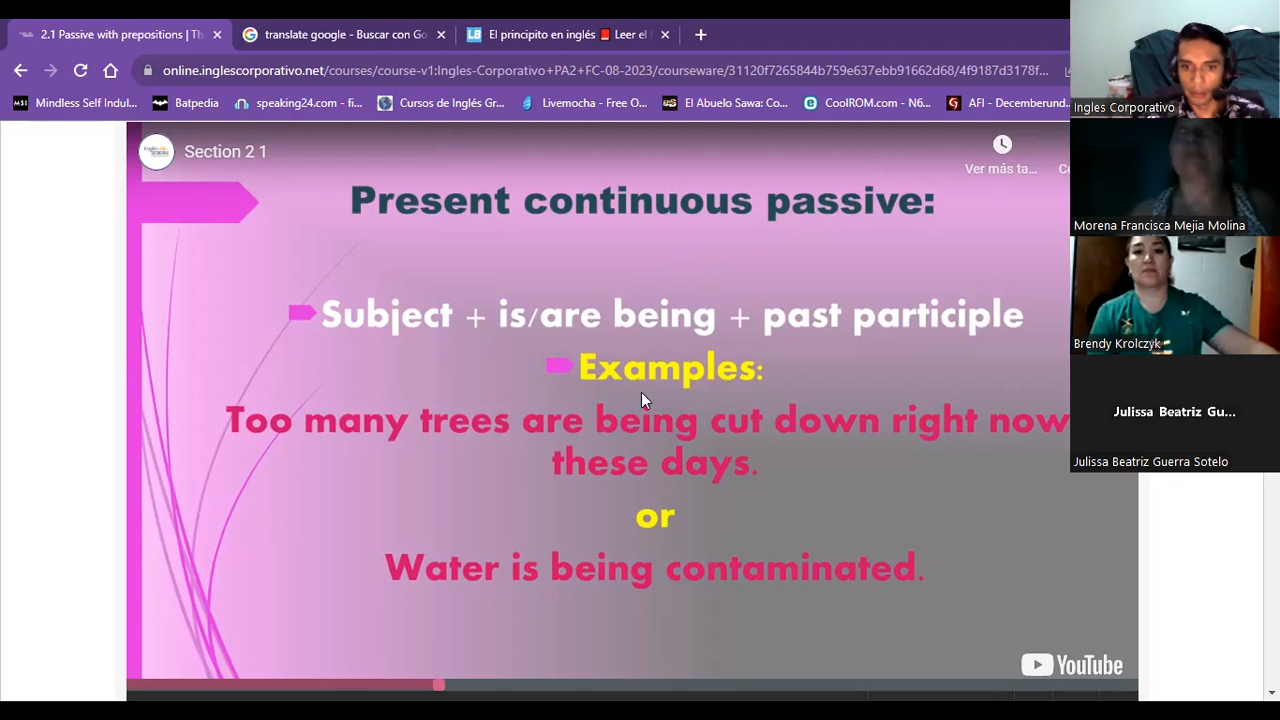 2.1 Passive with prepositions | Th
translate google - Buscar con Go
El principito en inglés 📕 Leer el
online.inglescorporativo.net/courses/course-v1:Ingles-Corporativo+PA2+FC-08-2023/courseware/31120f7265844b759e637ebb91662d68/4f9187d3178f...
Mindless Self Indul...
Batpedia
speaking24.com - fi...
Cursos de Inglés Gr...
Livemocha - Free O...
El Abuelo Sawa: Co...
CoolROM.com - N6...
AFI - Decemberund...
Section 2 1
Ver más ta...
Present continuous passive:
Subject + is/are being + past participle
Examples:
Too many trees are being cut down right now
these days.
or
Water is being contaminated.
YouTube
Ingles Corporativo
Morena Francisca Mejia Molina
Brendy Krolczyk
Julissa Beatriz Gu...
Julissa Beatriz Guerra Sotelo